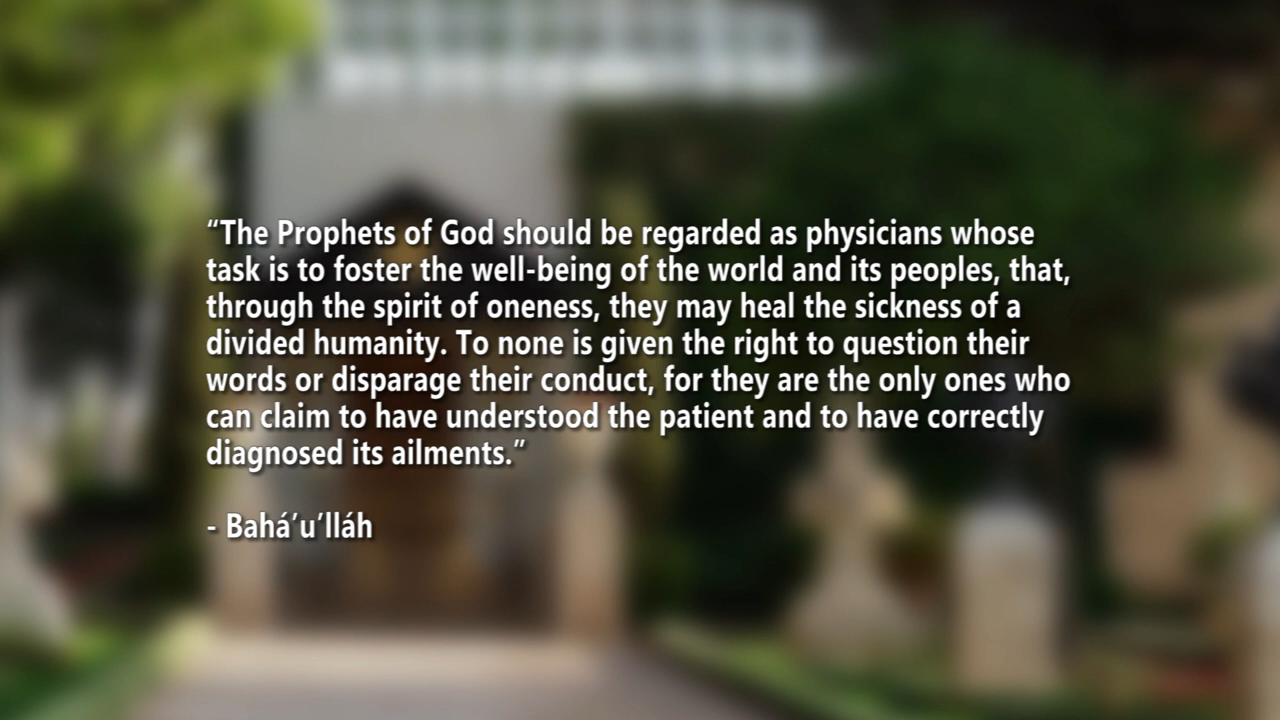 “The Prophets of God should be regarded as physicians whose
task is to foster the well-being of the world and its peoples, that,
through the spirit of oneness, they may heal the sickness of a
divided humanity. To none is given the right to question their
words or disparage their conduct, for they are the only ones who
can claim to have understood the patient and to have correctly
diagnosed its ailments.”
- Bahá’u’lláh